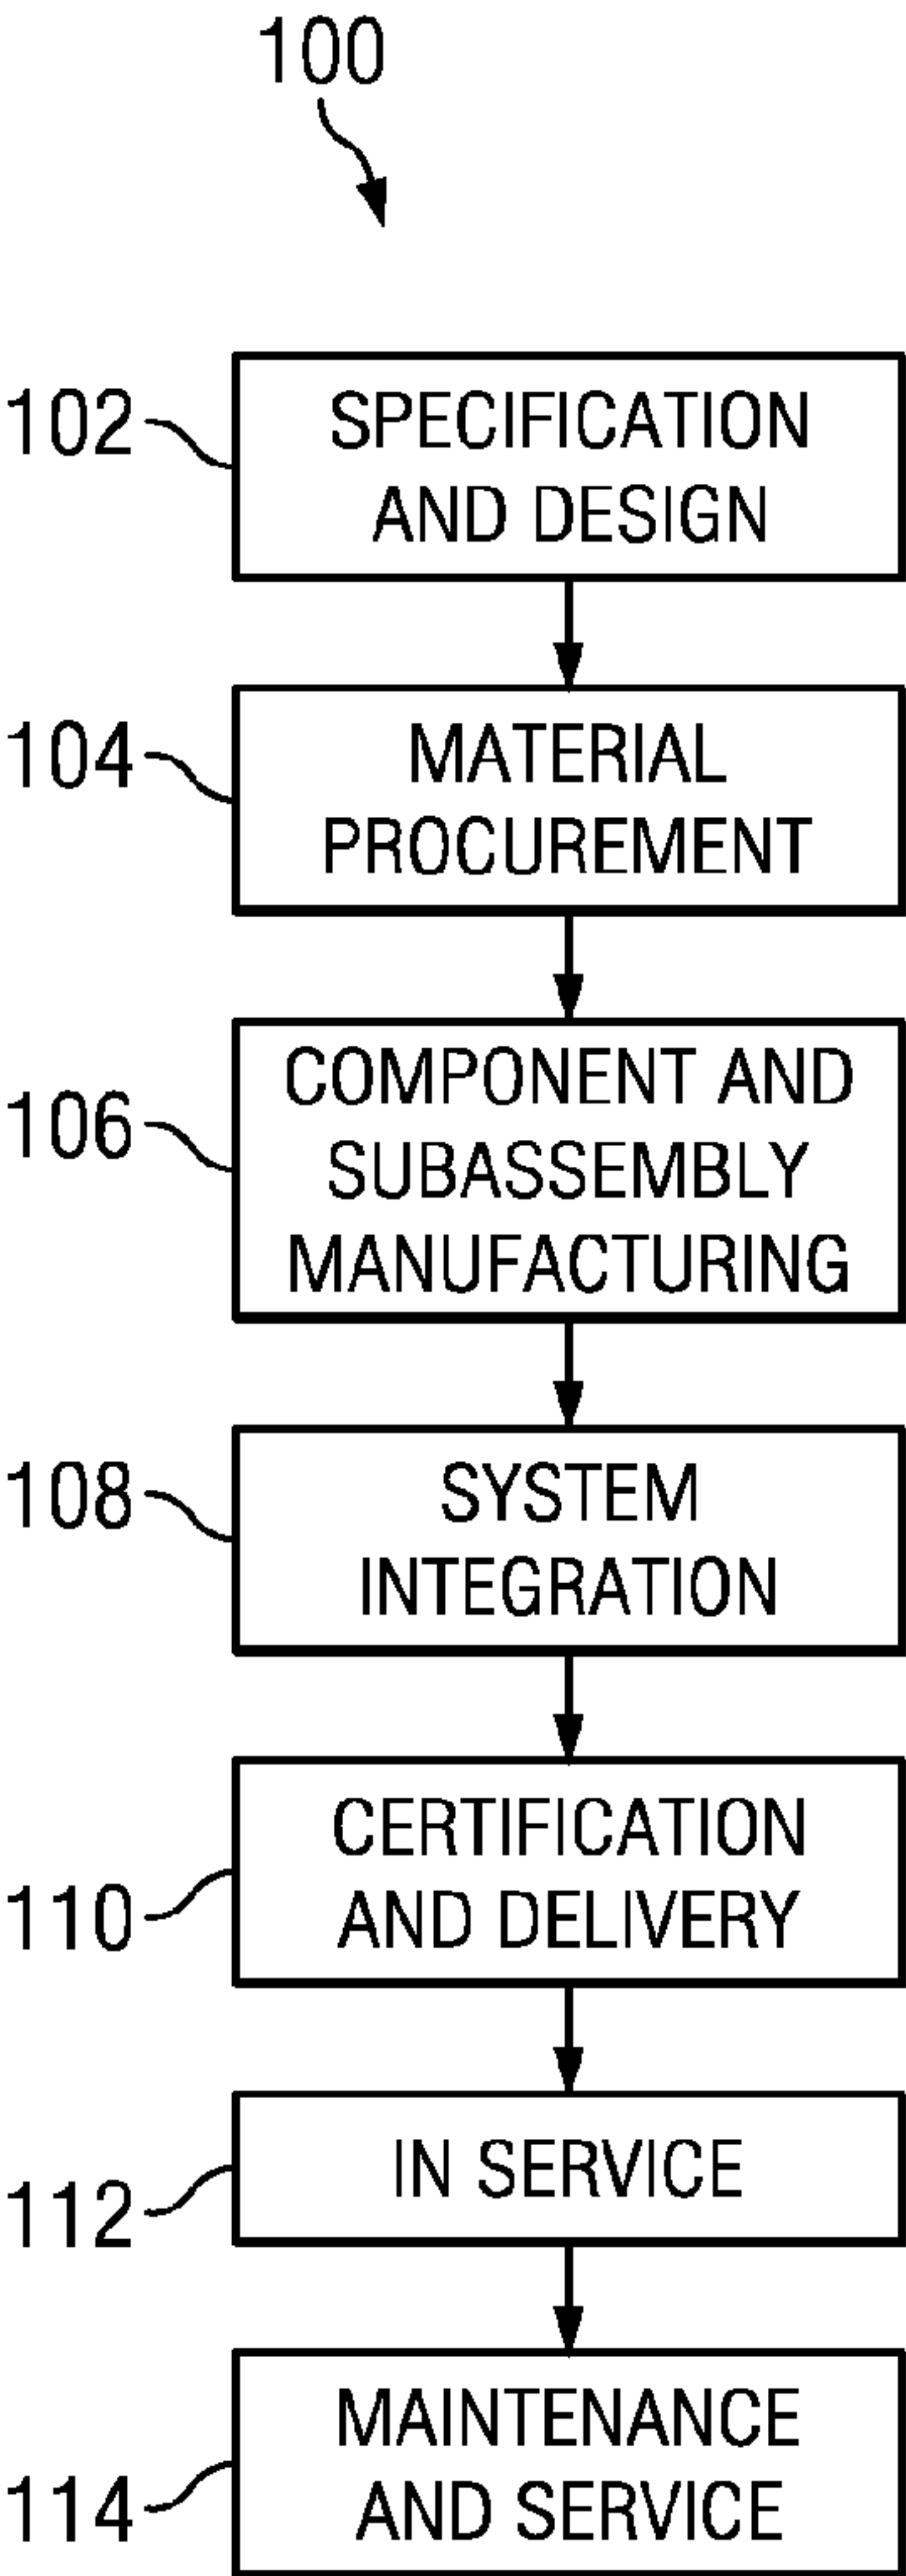 100
102
SPECIFICATION
AND DESIGN
104
MATERIAL
PROCUREMENT
106
COMPONENT AND
SUBASSEMBLY
MANUFACTURING
108
SYSTEM
INTEGRATION
110
CERTIFICATION
AND DELIVERY
112
IN SERVICE
114
MAINTENANCE
AND SERVICE